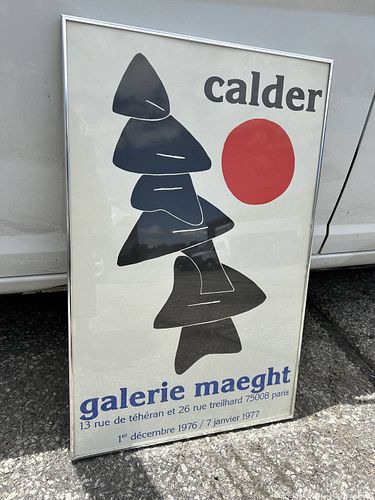 calder
galerie maeght
13 rue de téhéran et 26 rue treilhard 75008 paris
1er décembre 1976 / 7 janvier 1977